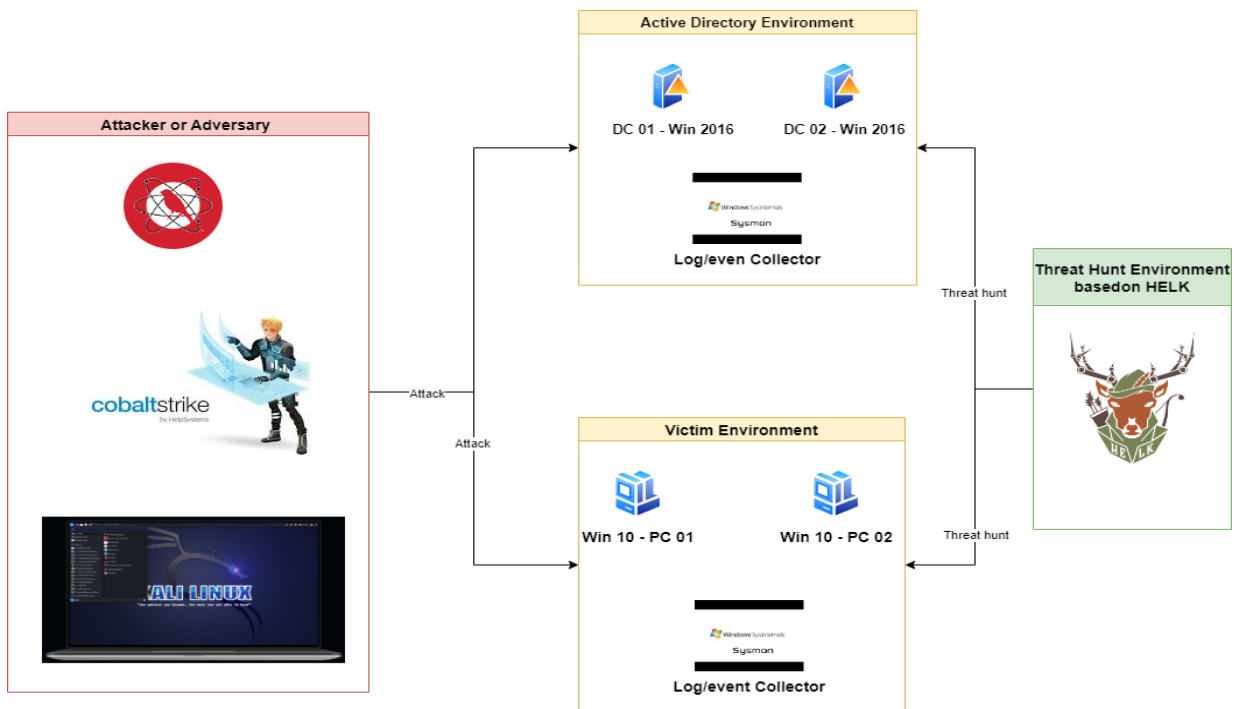 Active Directory Environment
DC 01 - Win 2016
DC 02 - Win 2016
Windows Sysinternals
Sysmon
Log/even Collector
Attacker or Adversary
cobaltstrike
by HelpSystems
KALI LINUX
Attack
Attack
Threat hunt
Threat hunt
Threat Hunt Environment
basedon HELK
HELK
Victim Environment
Win 10 - PC 01
Win 10 - PC 02
Windows Sysinternals
Sysmon
Log/event Collector